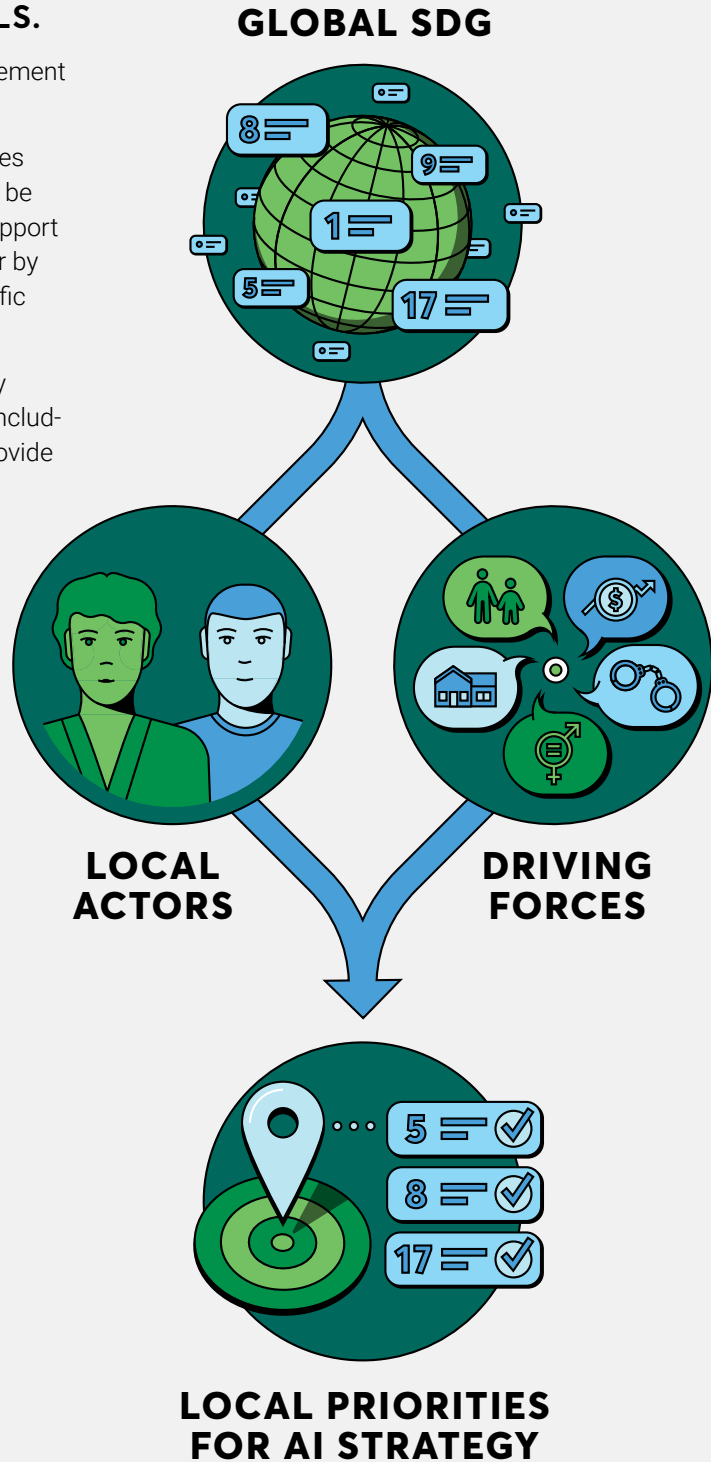 LS.
ement
es
be
pport
r by
fic
y
nclud-
ovide
GLOBAL SDG
8
9
1
5
17
LOCAL
ACTORS
DRIVING
FORCES
$
5
8
17
LOCAL PRIORITIES
FOR AI STRATEGY